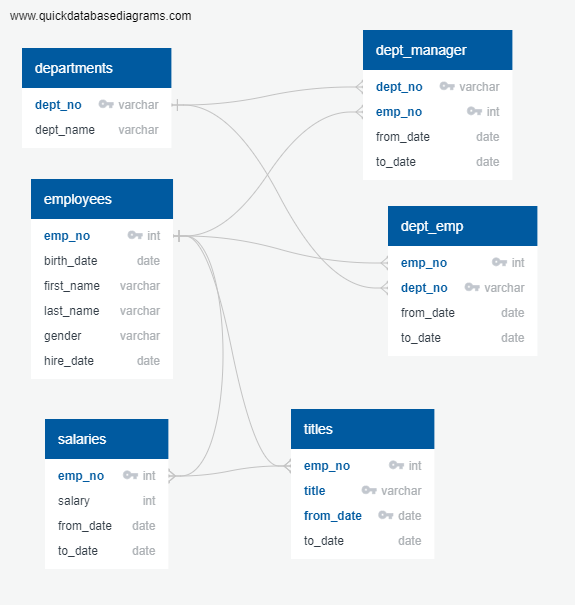 www.quickdatabasediagrams.com
departments
dept_no varchar
dept_name varchar
dept_manager
dept_no varchar
emp_no int
from_date date
to_date date
employees
emp_no int
birth_date date
first_name varchar
last_name varchar
gender varchar
hire_date date
dept_emp
emp_no int
dept_no varchar
from_date date
to_date date
salaries
emp_no int
salary int
from_date date
to_date date
titles
emp_no int
title varchar
from_date date
to_date date